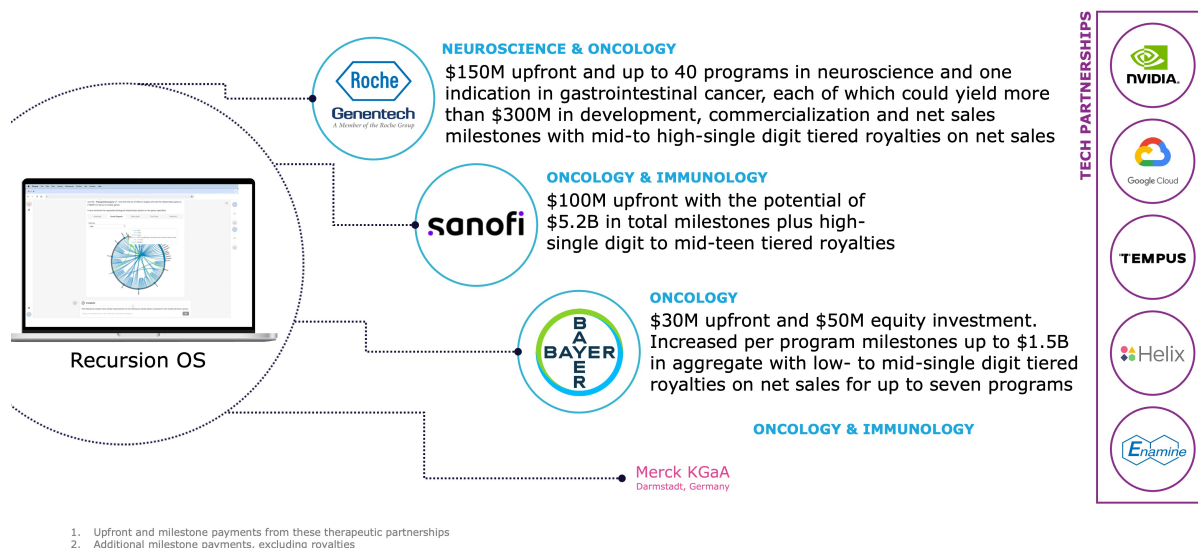 NEUROSCIENCE & ONCOLOGY
Roche
Genentech
A Member of the Roche Group
$150M upfront and up to 40 programs in neuroscience and one
indication in gastrointestinal cancer, each of which could yield more
than $300M in development, commercialization and net sales
milestones with mid-to high-single digit tiered royalties on net sales
ONCOLOGY & IMMUNOLOGY
sanofi
$100M upfront with the potential of
$5.2B in total milestones plus high-
single digit to mid-teen tiered royalties
Recursion OS
ONCOLOGY
BAYER
BAYER
$30M upfront and $50M equity investment.
Increased per program milestones up to $1.5B
in aggregate with low- to mid-single digit tiered
royalties on net sales for up to seven programs
ONCOLOGY & IMMUNOLOGY
Merck KGaA
Darmstadt, Germany
TECH PARTNERSHIPS
NVIDIA.
Google Cloud
TEMPUS
Helix
Enamine
1. Upfront and milestone payments from these therapeutic partnerships
2. Additional milestone payments, excluding royalties